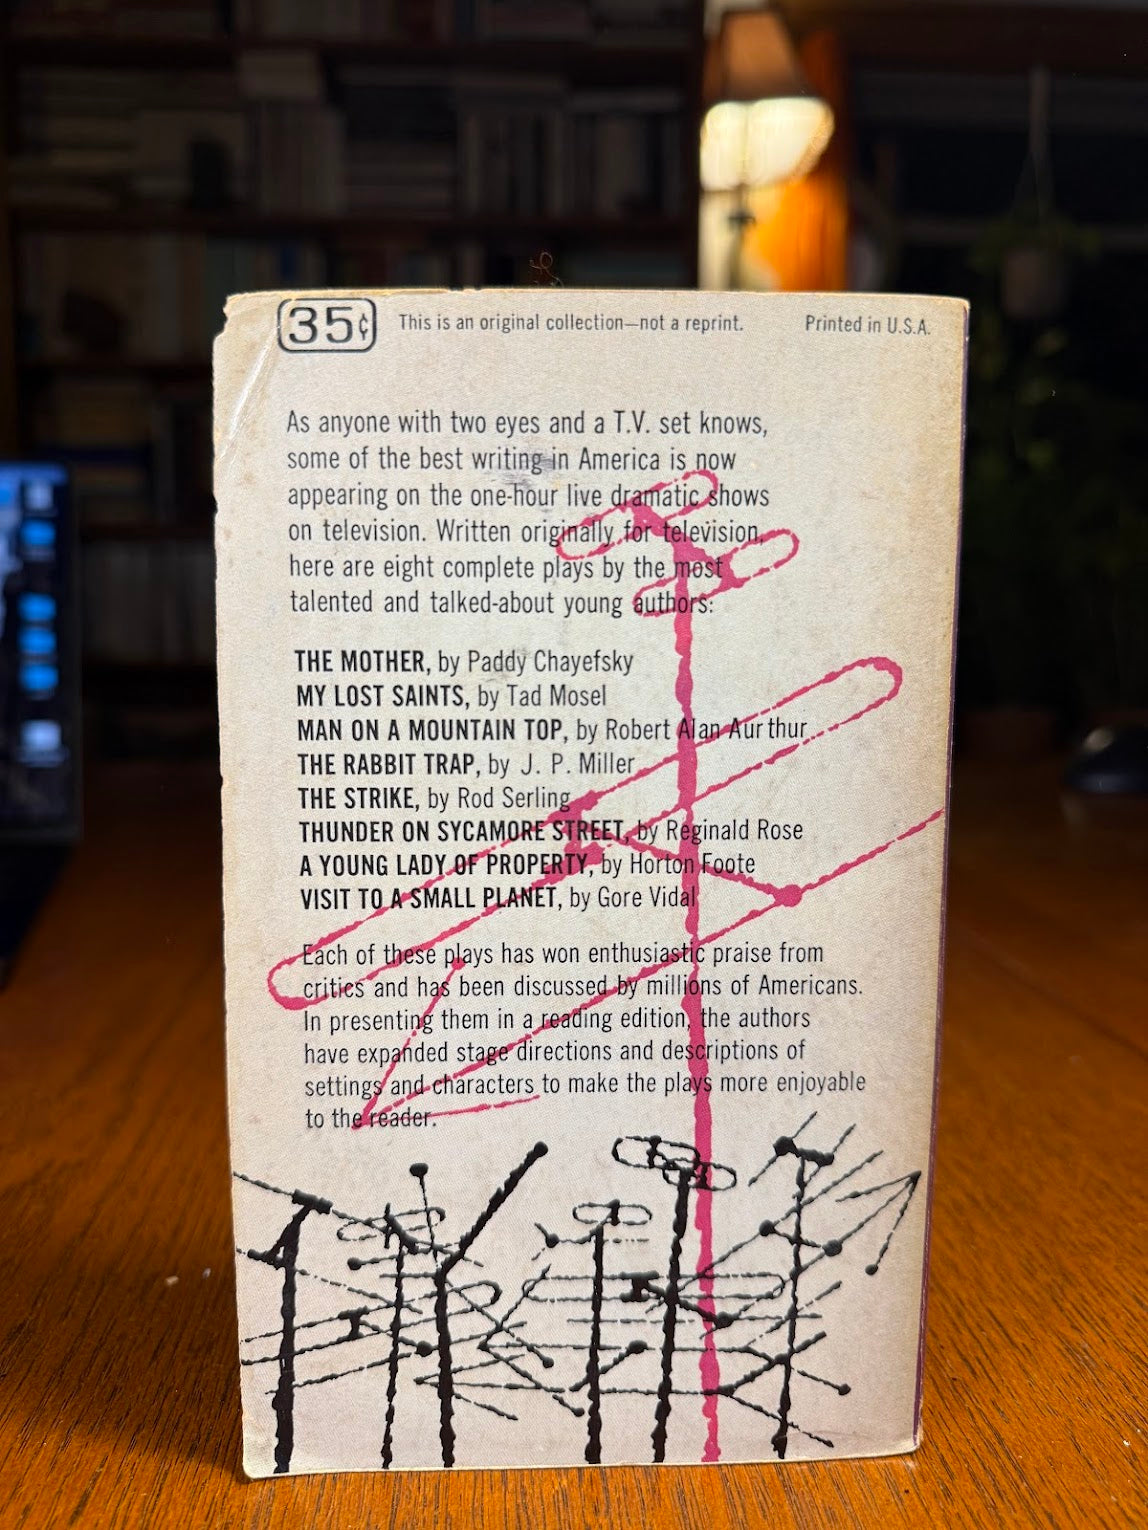 35¢ This is an original collection—not a reprint. Printed in U.S.A.
As anyone with two eyes and a T.V. set knows,
some of the best writing in America is now
appearing on the one-hour live dramatic shows
on television. Written originally for television,
here are eight complete plays by the most
talented and talked-about young authors:
THE MOTHER, by Paddy Chayefsky
MY LOST SAINTS, by Tad Mosel
MAN ON A MOUNTAIN TOP, by Robert Alan Aurthur
THE RABBIT TRAP, by J. P. Miller
THE STRIKE, by Rod Serling
THUNDER ON SYCAMORE STREET, by Reginald Rose
A YOUNG LADY OF PROPERTY, by Horton Foote
VISIT TO A SMALL PLANET, by Gore Vidal
Each of these plays has won enthusiastic praise from
critics and has been discussed by millions of Americans.
In presenting them in a reading edition, the authors
have expanded stage directions and descriptions of
settings and characters to make the plays more enjoyable
to the reader.